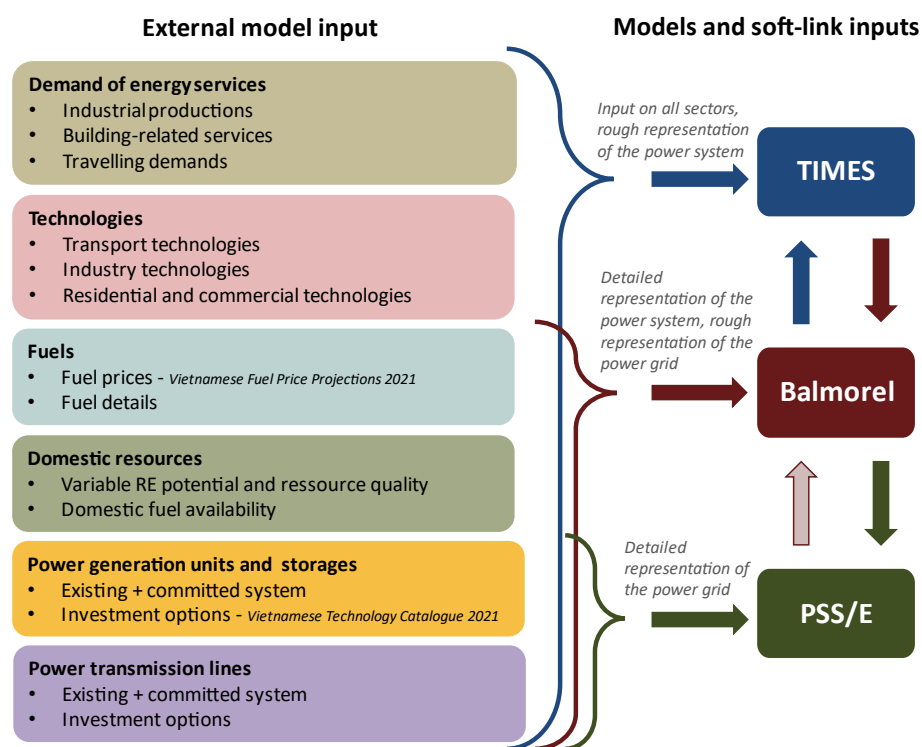 External model input
Demand of energy services
• Industrial productions
• Building-related services
• Travelling demands
Technologies
• Transport technologies
• Industry technologies
• Residential and commercial technologies
Fuels
• Fuel prices - Vietnamese Fuel Price Projections 2021
• Fuel details
Domestic resources
• Variable RE potential and ressource quality
• Domestic fuel availability
Power generation units and storages
• Existing + committed system
• Investment options - Vietnamese Technology Catalogue 2021
Power transmission lines
• Existing + committed system
• Investment options
Models and soft-link inputs
Input on all sectors,
rough representation
of the power system
TIMES
Detailed
representation of the
power system, rough
representation of the
power grid
Balmorel
Detailed
representation of
the power grid
PSS/E